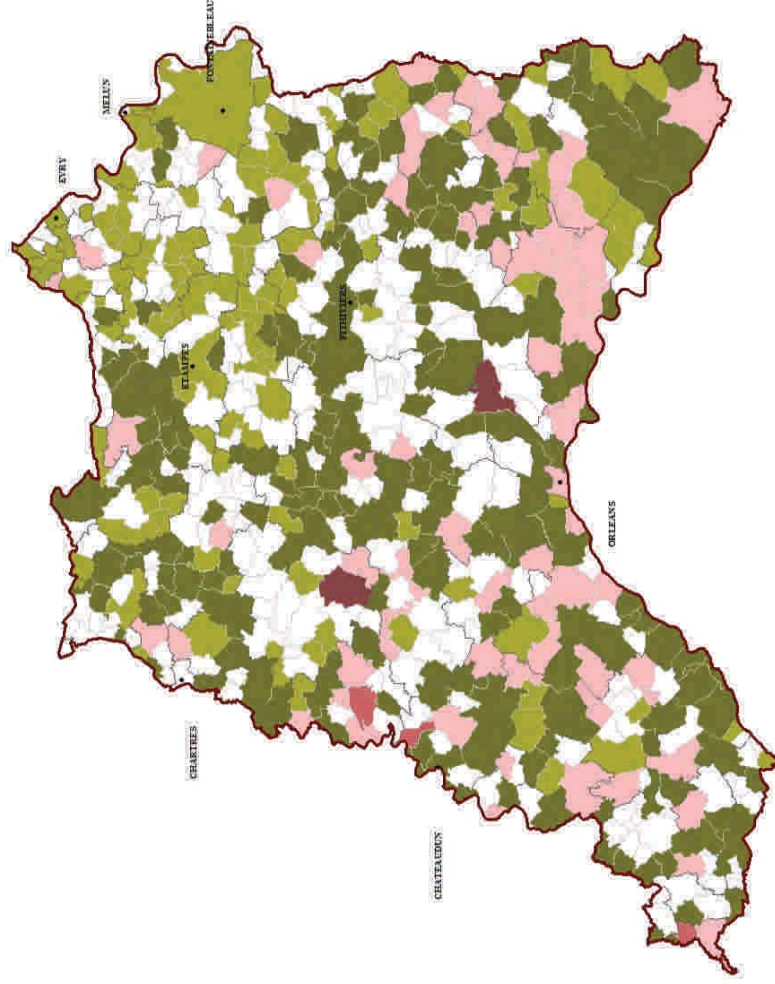 FONTAINEBLEAU
MELUN
EVRY
PITHIVIERS
ETAMPES
ORLEANS
CHARTRES
CHATEAUDUN